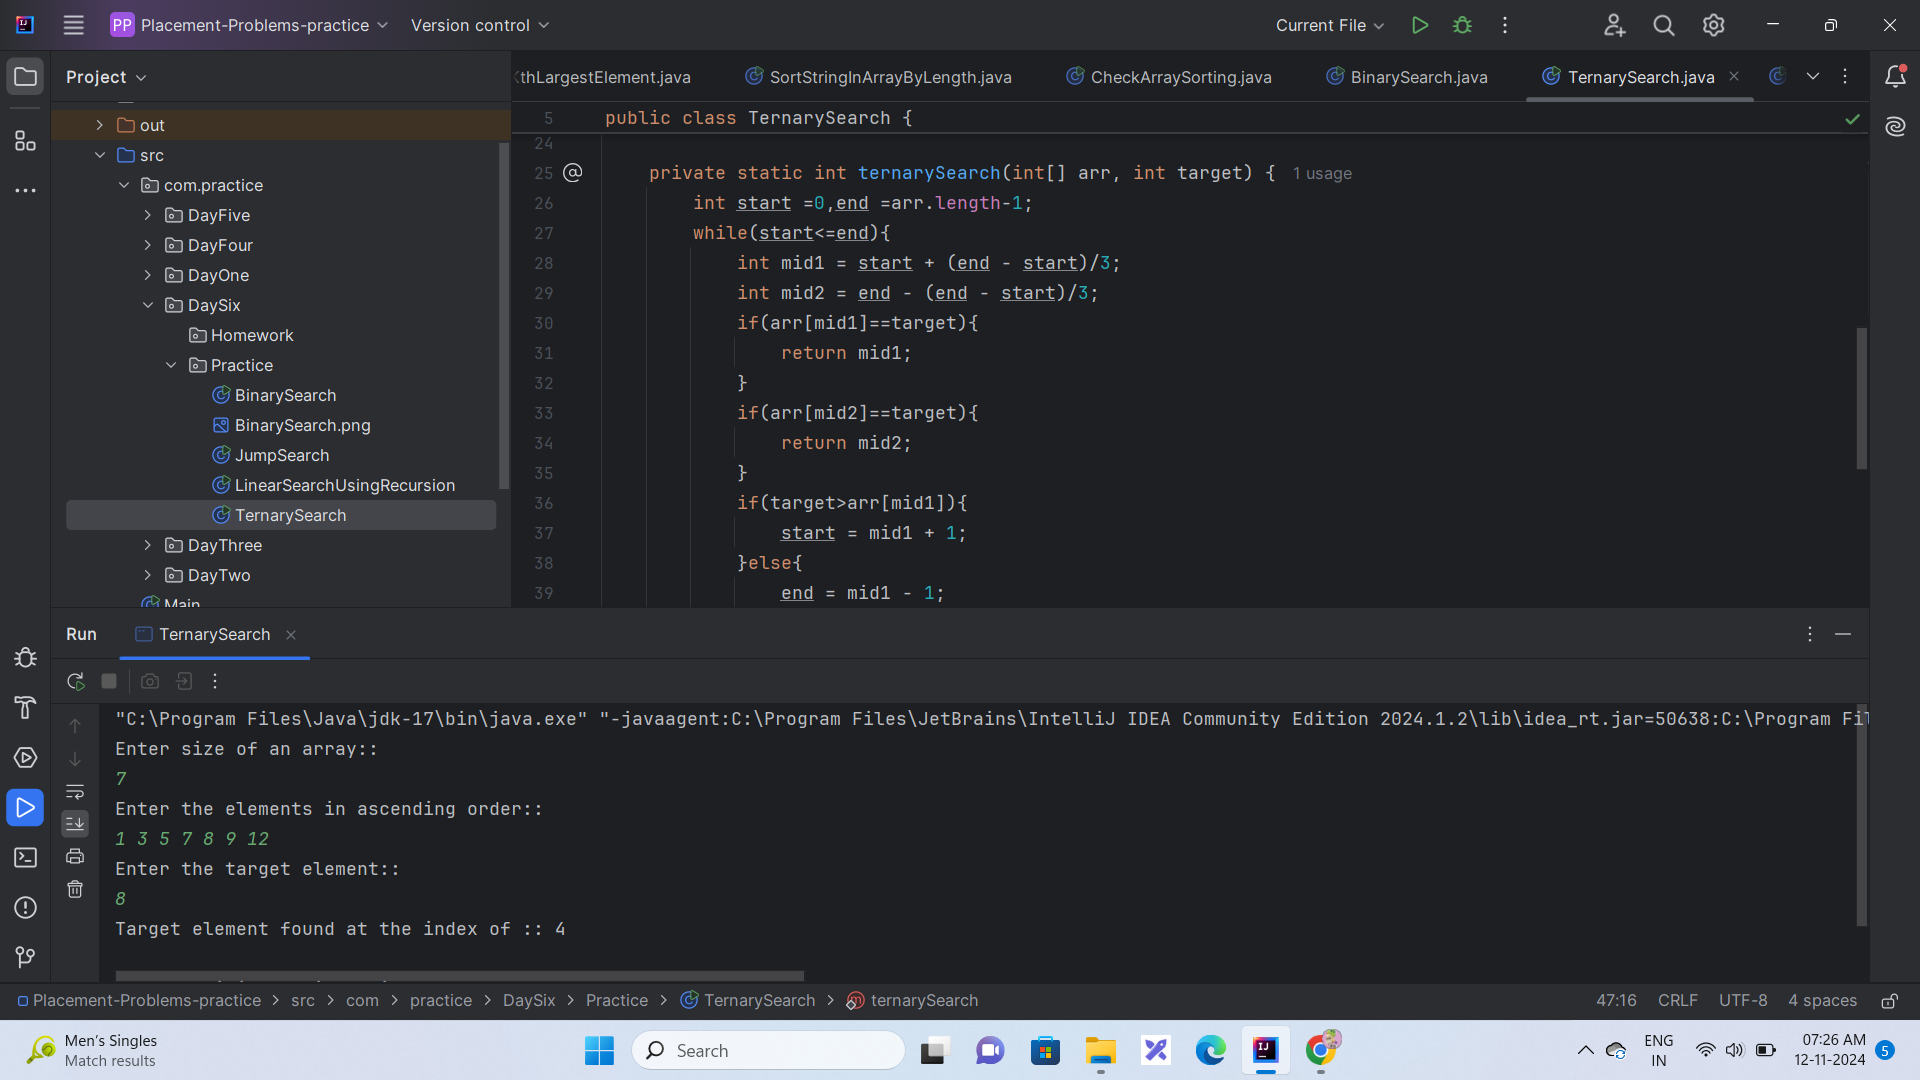 PP Placement-Problems-practice Version control Current File
Project
thLargestElement.java SortStringInArrayByLength.java CheckArraySorting.java BinarySearch.java TernarySearch.java
out
src
com.practice
DayFive
DayFour
DayOne
DaySix
Homework
Practice
BinarySearch
BinarySearch.png
JumpSearch
LinearSearchUsingRecursion
TernarySearch
DayThree
DayTwo
Main
5 public class TernarySearch {
24
25 @ private static int ternarySearch(int[] arr, int target) { 1 usage
26 int start =0,end =arr.length-1;
27 while(start<=end){
28 int mid1 = start + (end - start)/3;
29 int mid2 = end - (end - start)/3;
30 if(arr[mid1]==target){
31 return mid1;
32 }
33 if(arr[mid2]==target){
34 return mid2;
35 }
36 if(target>arr[mid1]){
37 start = mid1 + 1;
38 }else{
39 end = mid1 - 1;
Run TernarySearch
"C:\Program Files\Java\jdk-17\bin\java.exe" "-javaagent:C:\Program Files\JetBrains\IntelliJ IDEA Community Edition 2024.1.2\lib\idea_rt.jar=50638:C:\Program Fil
Enter size of an array::
7
Enter the elements in ascending order::
1 3 5 7 8 9 12
Enter the target element::
8
Target element found at the index of :: 4
Placement-Problems-practice > src > com > practice > DaySix > Practice > TernarySearch > ternarySearch 47:16 CRLF UTF-8 4 spaces
Men's Singles
Match results
Search
ENG
IN
07:26 AM
12-11-2024
5